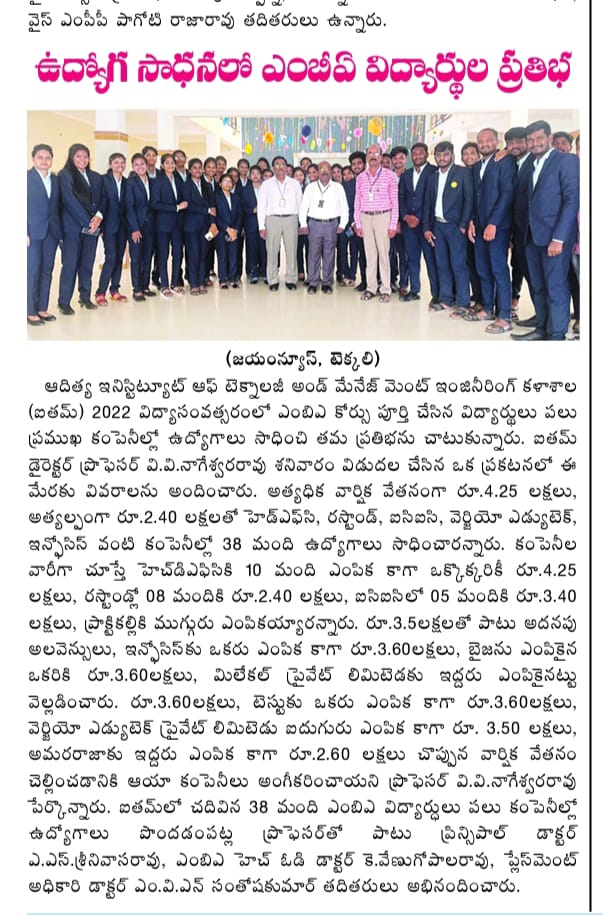 వైస్ ఎంపీపీ పాగోటి రాజారావు తదితరులు ఉన్నారు.
ఉద్యోగ సాధనలో ఎంబీఏ విద్యార్థుల ప్రతిభ
(జయంన్యూస్, టెక్కలి)
ఆదిత్య ఇనిస్టిట్యూట్ ఆఫ్ టెక్నాలజీ అండ్ మేనేజ్ మెంట్ ఇంజినీరింగ్ కళాశాల
(ఐతమ్) 2022 విద్యాసంవత్సరంలో ఎంబిఎ కోర్సు పూర్తి చేసిన విద్యార్థులు పలు
ప్రముఖ కంపెనీల్లో ఉద్యోగాలు సాధించి తమ ప్రతిభను చాటుకున్నారు. ఐతమ్
డైరెక్టర్ ప్రొఫెసర్ వి.వి.నాగేశ్వరరావు శనివారం విడుదల చేసిన ఒక ప్రకటనలో ఈ
మేరకు వివరాలను అందించారు. అత్యధిక వార్షిక వేతనంగా రూ.4.25 లక్షలు,
అత్యల్పంగా రూ.2.40 లక్షలతో హెడ్ఎఫ్‌సి, రస్టాండ్, ఐసిఐసి, వెర్జియో ఎడ్యుటెక్,
ఇన్ఫోసిస్ వంటి కంపెనీల్లో 38 మంది ఉద్యోగాలు సాధించారన్నారు. కంపెనీల
వారీగా చూస్తే హెచ్‌డిఎఫ్‌సికి 10 మంది ఎంపిక కాగా ఒక్కొక్కరికీ రూ.4.25
లక్షలు, రస్టాండ్లో 08 మందికి రూ.2.40 లక్షలు, ఐసిఐసిలో 05 మందికి రూ.3.40
లక్షలు, ప్రాక్టికల్లికి ముగ్గురు ఎంపికయ్యారన్నారు. రూ.3.5లక్షలతో పాటు అదనపు
అలవెన్సులు, ఇన్ఫోసిస్‌కు ఒకరు ఎంపిక కాగా రూ.3.60లక్షలు, బైజను ఎంపికైన
ఒకరికి రూ.3.60లక్షలు, మిలేకల్ ప్రైవేట్ లిమిటెడకు ఇద్దరు ఎంపికైనట్టు
వెల్లడించారు. రూ.3.60లక్షలు, టెస్టుకు ఒకరు ఎంపిక కాగా రూ.3.60లక్షలు,
వెర్జియో ఎడ్యుటెక్ ప్రైవేట్ లిమిటెడు ఐదుగురు ఎంపిక కాగా రూ. 3.50 లక్షలు,
అమరరాజాకు ఇద్దరు ఎంపిక కాగా రూ.2.60 లక్షలు చొప్పున వార్షిక వేతనం
చెల్లించడానికి ఆయా కంపెనీలు అంగీకరించాయని ప్రొఫెసర్ వి.వి.నాగేశ్వరరావు
పేర్కొన్నారు. ఐతమ్‌లో చదివిన 38 మంది ఎంబిఎ విద్యార్ధులు పలు కంపెనీల్లో
ఉద్యోగాలు పొందడంపట్ల ప్రొఫెసర్‌తో పాటు ప్రిన్సిపాల్ డాక్టర్
ఎ.ఎస్.శ్రీనివాసరావు, ఎంబిఎ హెచ్ ఓడి డాక్టర్ కె.వేణుగోపాలరావు, ప్లేస్‌మెంట్
అధికారి డాక్టర్ ఎం.వి.ఎన్ సంతోషకుమార్ తదితరులు అభినందించారు.